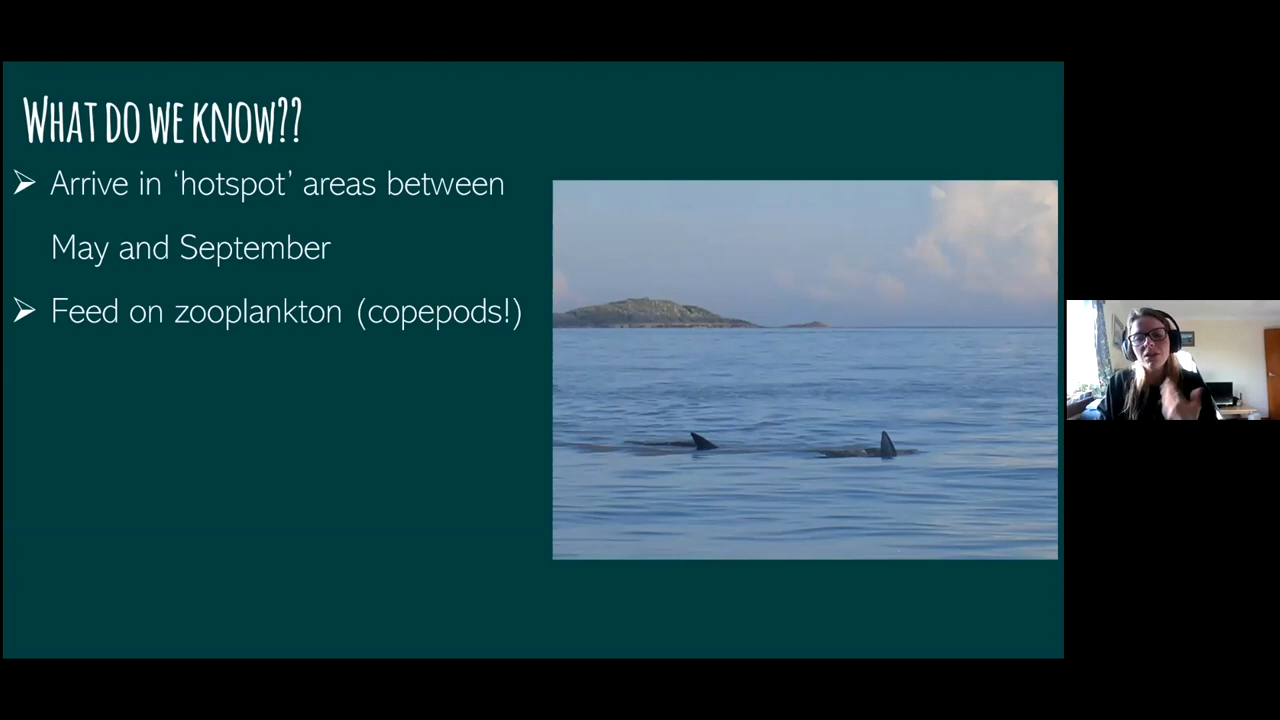 What do we know??
➢ Arrive in ‘hotspot’ areas between
May and September
➢ Feed on zooplankton (copepods!)